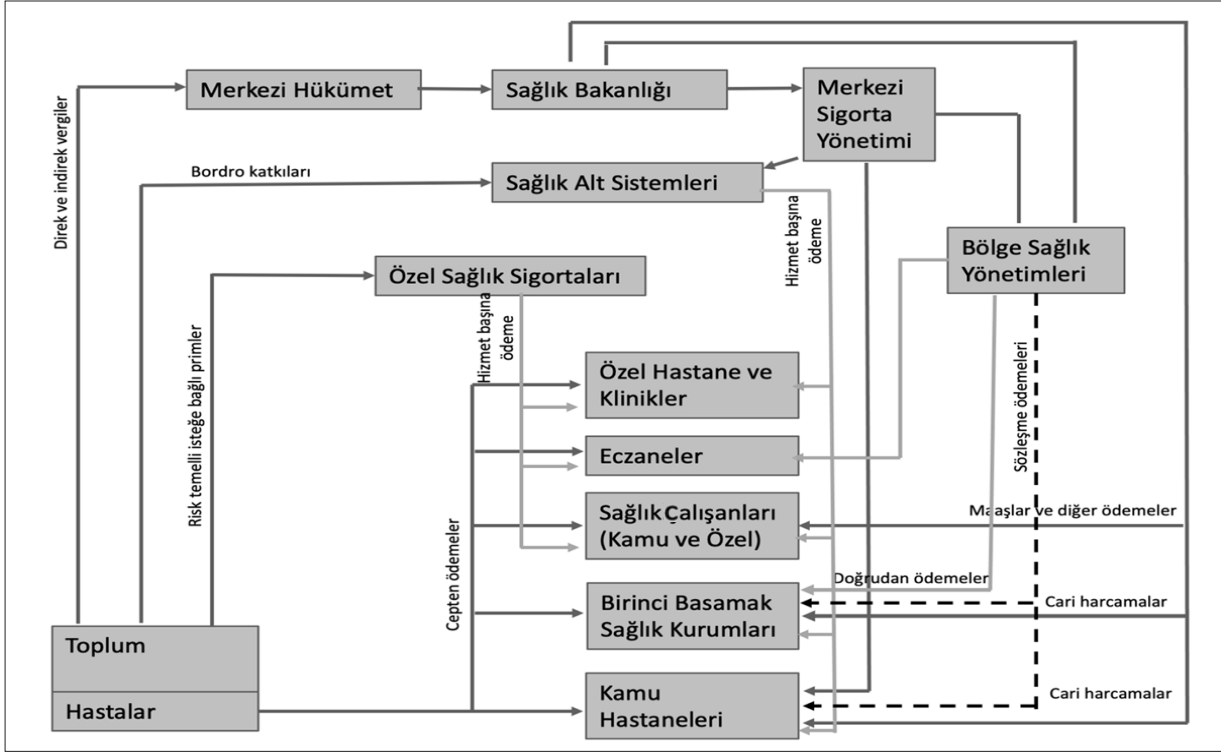 Merkezi Hükümet
Sağlık Bakanlığı
Merkezi
Sigorta
Yönetimi
Direk ve indirek vergiler
Bordro katkıları
Sağlık Alt Sistemleri
Hizmet başına
ödeme
Bölge Sağlık
Yönetimleri
Özel Sağlık Sigortaları
Risk temelli isteğe bağlı primler
Hizmet başına
ödeme
Sözleşme ödemeleri
Özel Hastane ve
Klinikler
Eczaneler
Sağlık Çalışanları
(Kamu ve Özel)
Maaşlar ve diğer ödemeler
Cepten ödemeler
Doğrudan ödemeler
Birinci Basamak
Sağlık Kurumları
Cari harcamalar
Toplum
Hastalar
Kamu
Hastaneleri
Cari harcamalar